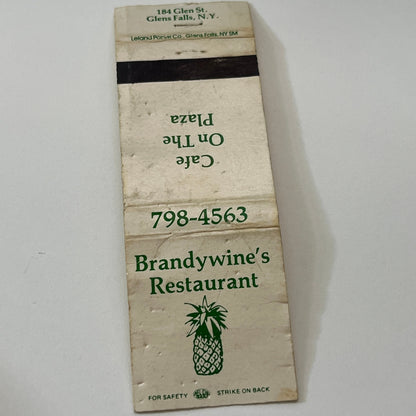 184 Glen St.
Glens Falls, N.Y.
Leland Paper Co., Glens Falls, NY SM
Cafe
On The
Plaza
798-4563
Brandywine's
Restaurant
FOR SAFETY STRIKE ON BACK